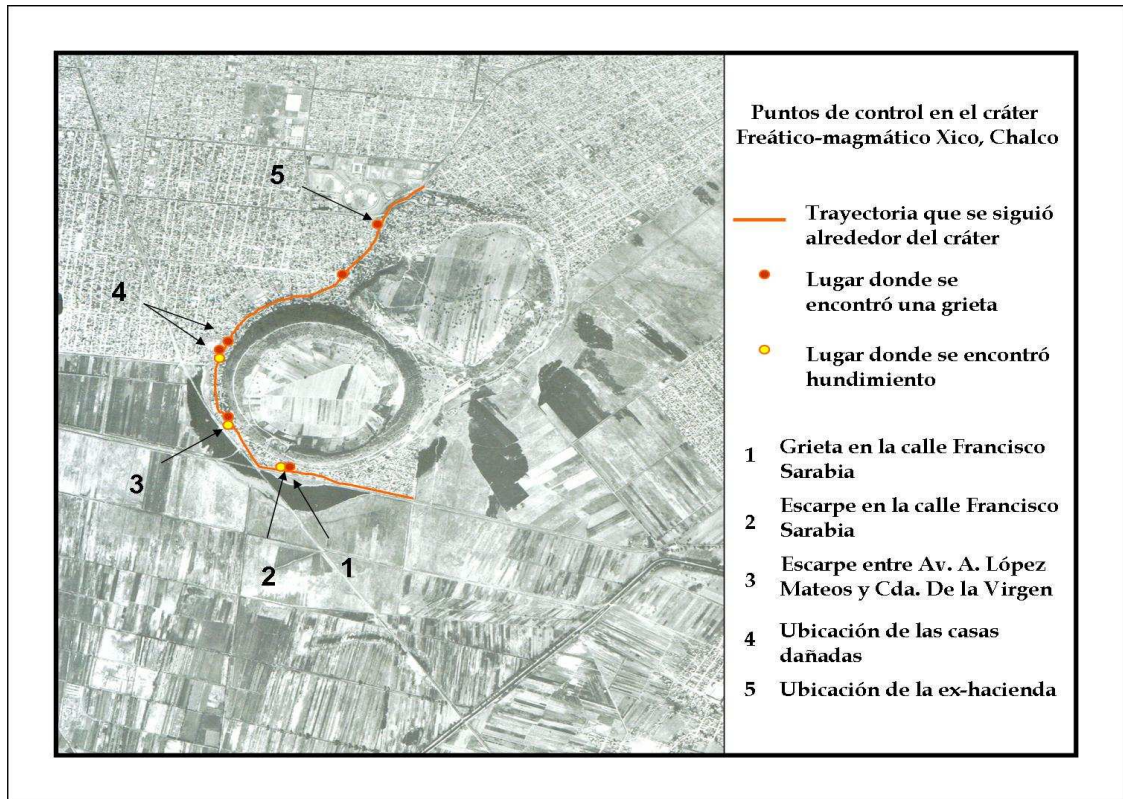 Puntos de control en el cráter
Freático-magmático Xico, Chalco
Trayectoria que se siguió
alrededor del cráter
Lugar donde se
encontró una grieta
Lugar donde se encontró
hundimiento
1 Grieta en la calle Francisco
Sarabia
2 Escarpe en la calle Francisco
Sarabia
3 Escarpe entre Av. A. López
Mateos y Cda. De la Virgen
4 Ubicación de las casas
dañadas
5 Ubicación de la ex-hacienda
5
4
3
2
1